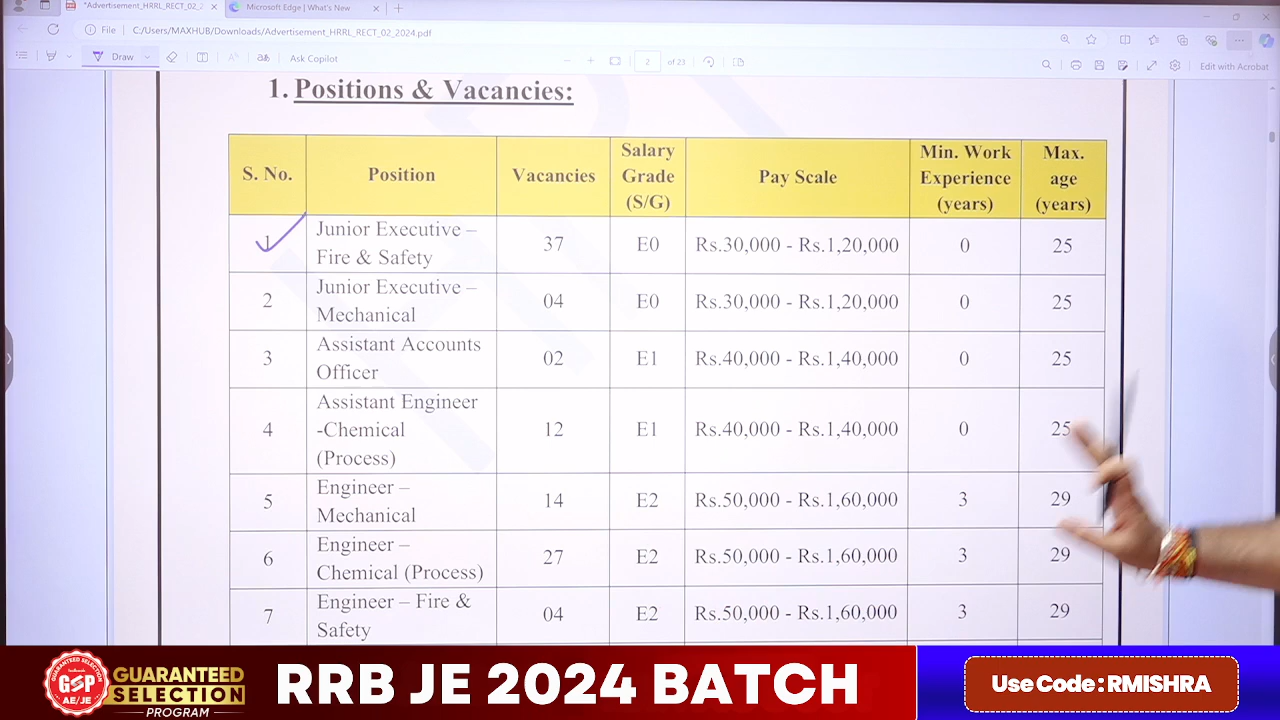 *Advertisement_HRRL_RECT_02_2
Microsoft Edge | What's New
File
C:/Users/MAXHUB/Downloads/Advertisement_HRRL_RECT_02_2024.pdf
Draw
Ask Copilot
2 of 23
Edit with Acrobat
1. Positions & Vacancies:
S. No. Position Vacancies Salary Grade (S/G) Pay Scale Min. Work Experience (years) Max. age (years)
1 Junior Executive – Fire & Safety 37 E0 Rs.30,000 - Rs.1,20,000 0 25
2 Junior Executive – Mechanical 04 E0 Rs.30,000 - Rs.1,20,000 0 25
3 Assistant Accounts Officer 02 E1 Rs.40,000 - Rs.1,40,000 0 25
4 Assistant Engineer -Chemical (Process) 12 E1 Rs.40,000 - Rs.1,40,000 0 25
5 Engineer – Mechanical 14 E2 Rs.50,000 - Rs.1,60,000 3 29
6 Engineer – Chemical (Process) 27 E2 Rs.50,000 - Rs.1,60,000 3 29
7 Engineer – Fire & Safety 04 E2 Rs.50,000 - Rs.1,60,000 3 29
GUARANTEED SELECTION
GSP
AE/JE
GUARANTEED
SELECTION
PROGRAM
RRB JE 2024 BATCH
Use Code : RMISHRA